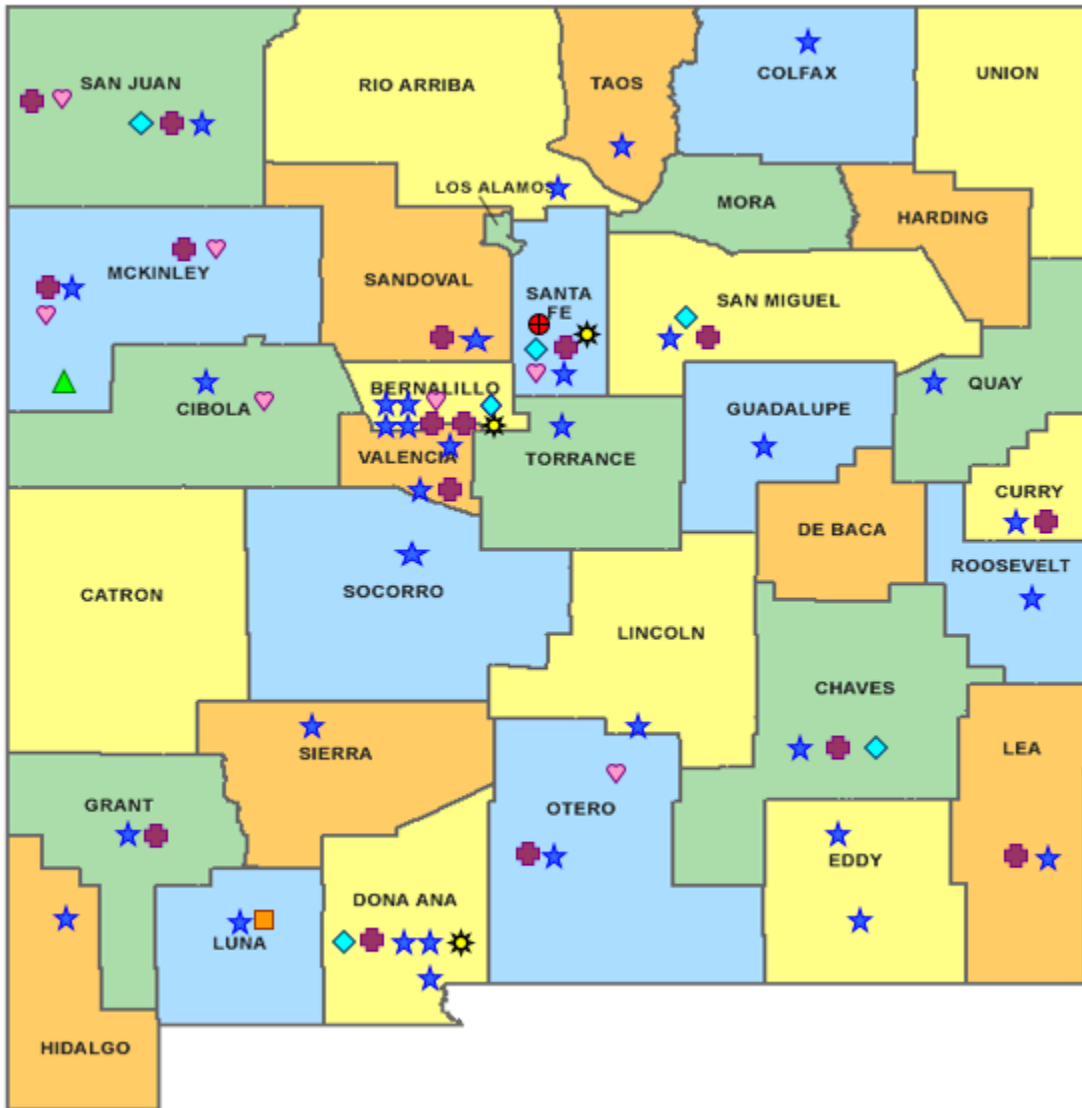 SAN JUAN
RIO ARRIBA
TAOS
COLFAX
UNION
LOS ALAMOS
MORA
HARDING
MCKINLEY
SANDOVAL
SANTA
FE
SAN MIGUEL
CIBOLA
BERNALILLO
GUADALUPE
QUAY
VALENCIA
TORRANCE
CURRY
DE BACA
ROOSEVELT
CATRON
SOCORRO
LINCOLN
CHAVES
SIERRA
LEA
GRANT
OTERO
EDDY
DONA ANA
LUNA
HIDALGO